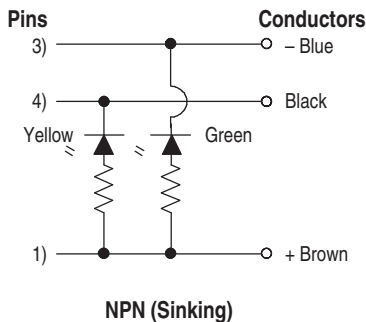 Pins Conductors
3) – Blue
4) Black
Yellow Green
1) + Brown
NPN (Sinking)